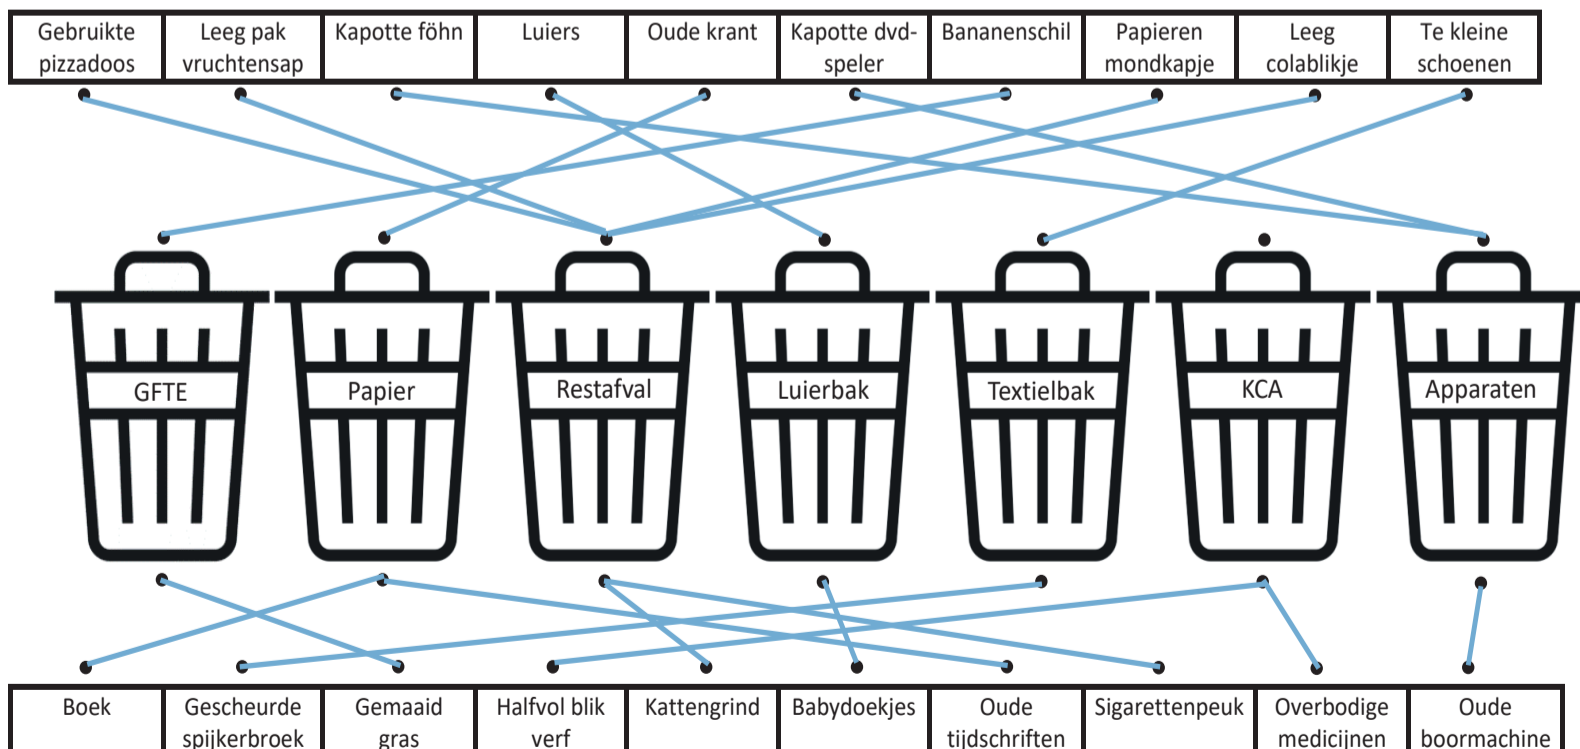 Gebruikte
pizzadoos
Leeg pak
vruchtensap
Kapotte föhn
Luiers
Oude krant
Kapotte dvd-
speler
Bananenschil
Papieren
mondkapje
Leeg
colablikje
Te kleine
schoenen
GFTE
Papier
Restafval
Luierbak
Textielbak
KCA
Apparaten
Boek
Gescheurde
spijkerbroek
Gemaaid
gras
Halfvol blik
verf
Kattengrind
Babydoekjes
Oude
tijdschriften
Sigarettenpeuk
Overbodige
medicijnen
Oude
boormachine